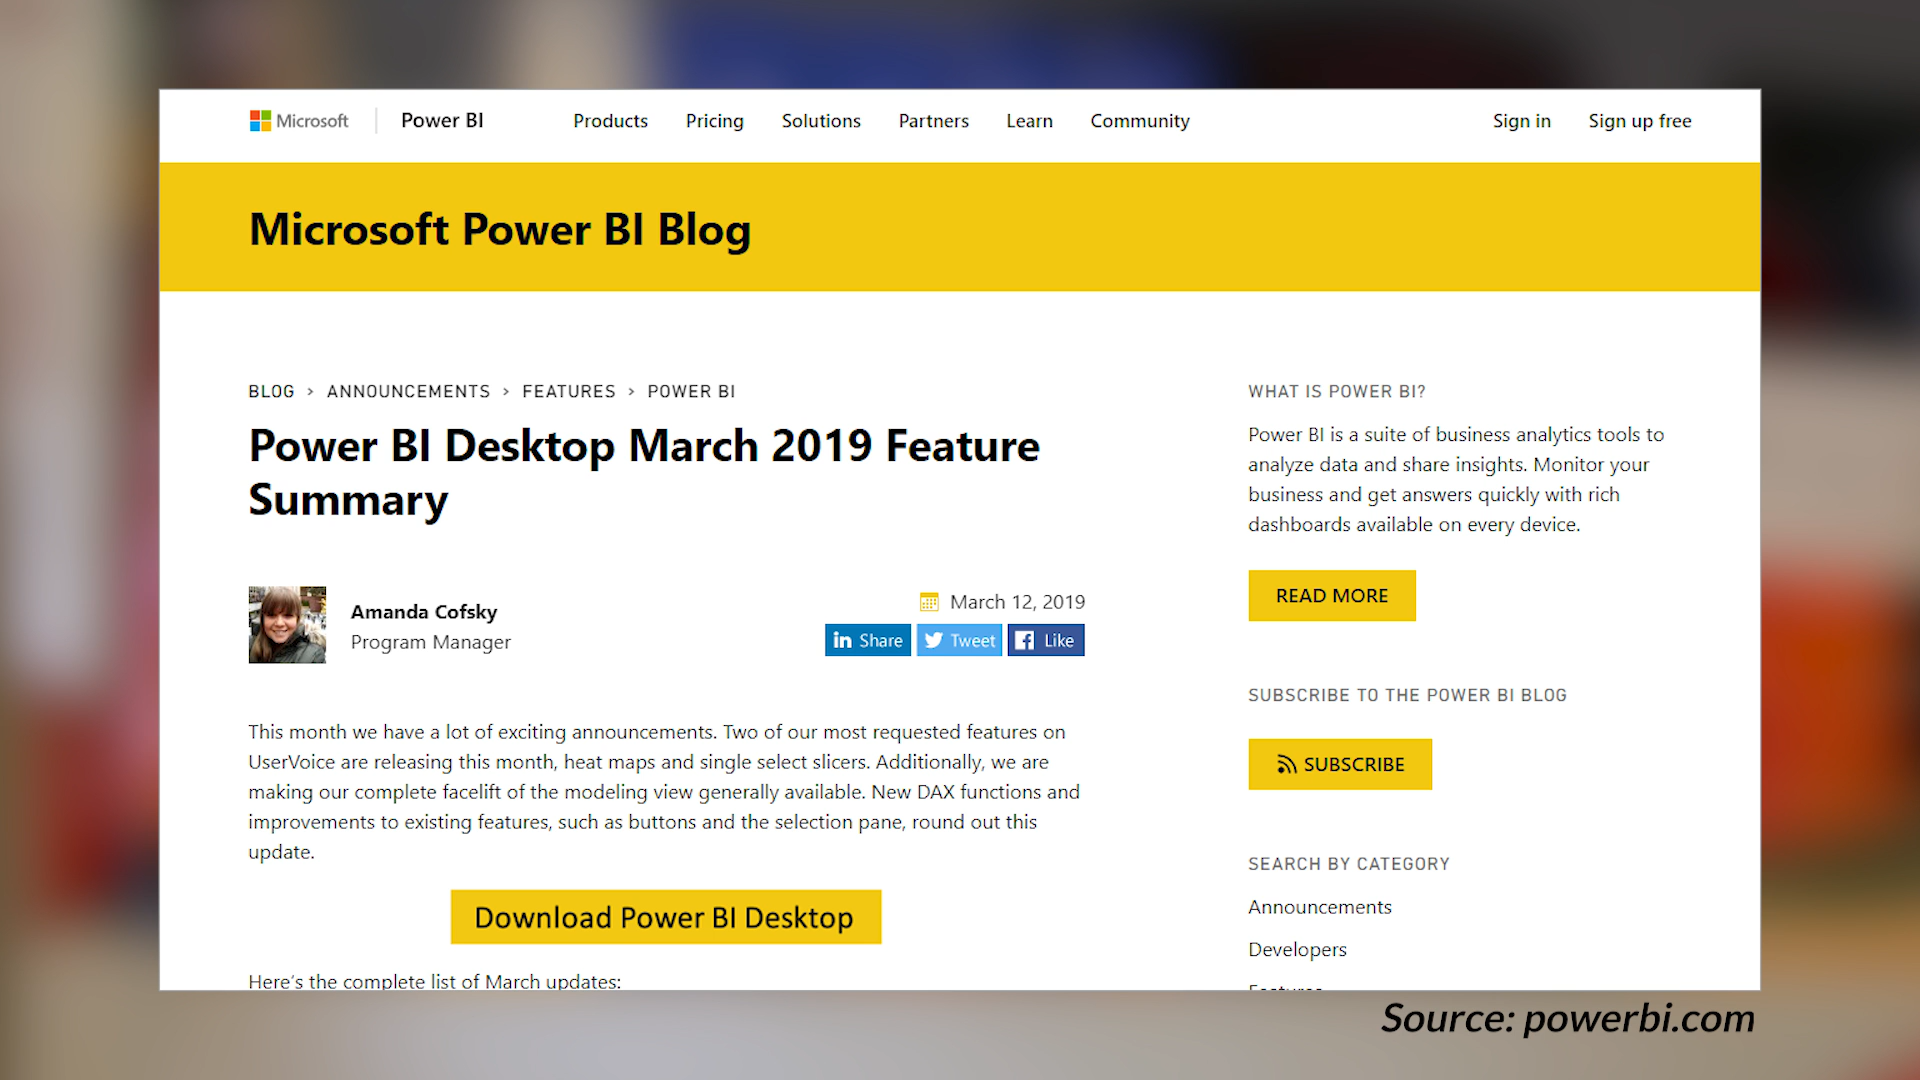 Microsoft Power BI Products Pricing Solutions Partners Learn Community Sign in Sign up free
Microsoft Power BI Blog
BLOG > ANNOUNCEMENTS > FEATURES > POWER BI
Power BI Desktop March 2019 Feature
Summary
Amanda Cofsky
Program Manager
March 12, 2019
in Share Tweet Like
This month we have a lot of exciting announcements. Two of our most requested features on
UserVoice are releasing this month, heat maps and single select slicers. Additionally, we are
making our complete facelift of the modeling view generally available. New DAX functions and
improvements to existing features, such as buttons and the selection pane, round out this
update.
Download Power BI Desktop
Here's the complete list of March updates:
WHAT IS POWER BI?
Power BI is a suite of business analytics tools to
analyze data and share insights. Monitor your
business and get answers quickly with rich
dashboards available on every device.
READ MORE
SUBSCRIBE TO THE POWER BI BLOG
SUBSCRIBE
SEARCH BY CATEGORY
Announcements
Developers
Features
Source: powerbi.com